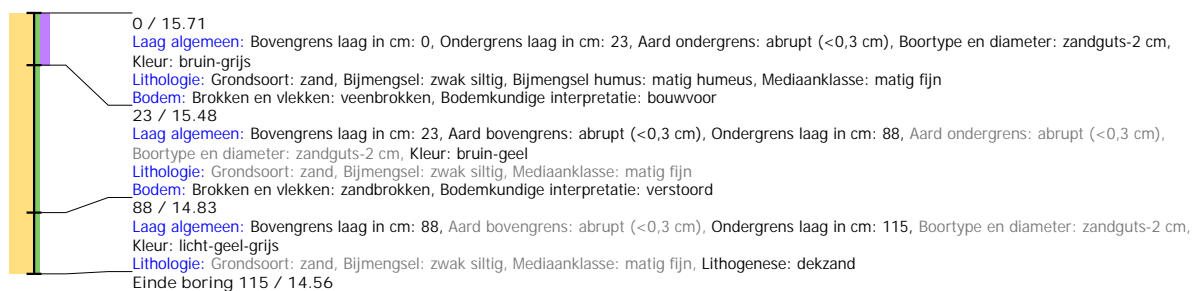 0 / 15.71
Laag algemeen: Bovengrens laag in cm: 0, Ondergrens laag in cm: 23, Aard ondergrens: abrupt (<0,3 cm), Boortype en diameter: zandguts-2 cm,
Kleur: bruin-grijs
Lithologie: Grondsoort: zand, Bijmengsel: zwak siltig, Bijmengsel humus: matig humeus, Mediaanklasse: matig fijn
Bodem: Brokken en vlekken: veenbrokken, Bodemkundige interpretatie: bouwvoor
23 / 15.48
Laag algemeen: Bovengrens laag in cm: 23, Aard bovengrens: abrupt (<0,3 cm), Ondergrens laag in cm: 88, Aard ondergrens: abrupt (<0,3 cm),
Boortype en diameter: zandguts-2 cm, Kleur: bruin-geel
Lithologie: Grondsoort: zand, Bijmengsel: zwak siltig, Mediaanklasse: matig fijn
Bodem: Brokken en vlekken: zandbrokken, Bodemkundige interpretatie: verstoord
88 / 14.83
Laag algemeen: Bovengrens laag in cm: 88, Aard bovengrens: abrupt (<0,3 cm), Ondergrens laag in cm: 115, Boortype en diameter: zandguts-2 cm,
Kleur: licht-geel-grijs
Lithologie: Grondsoort: zand, Bijmengsel: zwak siltig, Mediaanklasse: matig fijn, Lithogenese: dekzand
Einde boring 115 / 14.56